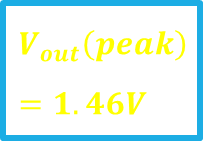 V_out(peak)
= 1.46V